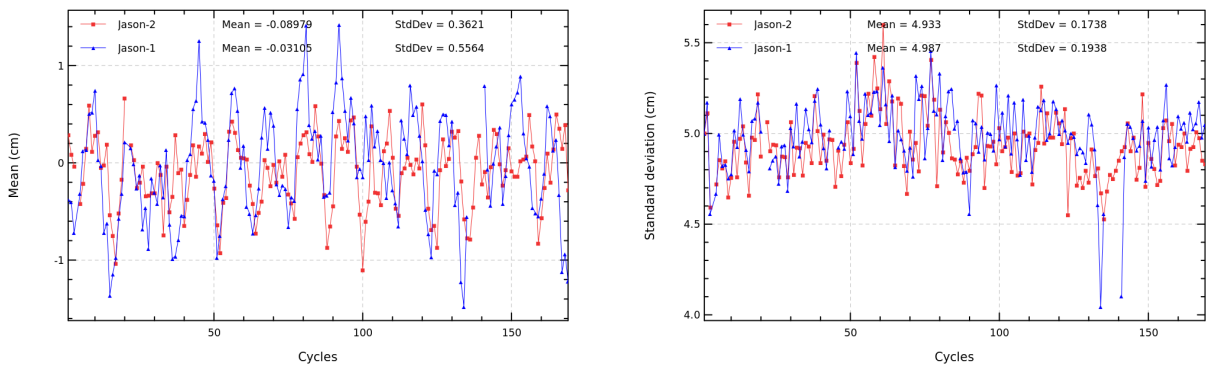 Jason-2 Mean = -0.08979 StdDev = 0.3621
Jason-1 Mean = -0.03105 StdDev = 0.5564
Mean (cm)
1
0
-1
50 100 150
Cycles
Jason-2 Mean = 4.933 StdDev = 0.1738
Jason-1 Mean = 4.987 StdDev = 0.1938
Standard deviation (cm)
5.5
5.0
4.5
4.0
50 100 150
Cycles